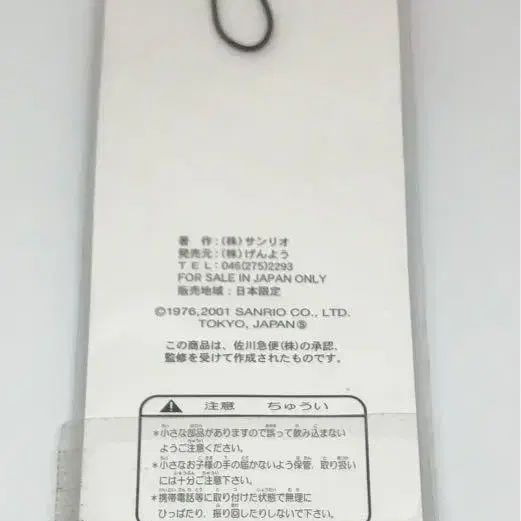 著 作：(株)サンリオ
発売元：(株)げんよう
TEL：046(275)2293
FOR SALE IN JAPAN ONLY
販売地域：日本限定
©1976,2001 SANRIO CO., LTD.
TOKYO, JAPAN Ⓢ
この商品は、佐川急便(株)の承認、
監修を受けて作成されたものです。
⚠ 注意 ちゅうい
*小さな部品がありますので誤って飲み込まない
ようご注意ください。
*小さなお子様の手の届かないよう保管、取り扱い
には十分ご注意下さい。
*携帯電話等に取り付けた状態で無理に
ひっぱたり、振り回したりしないで下さい。